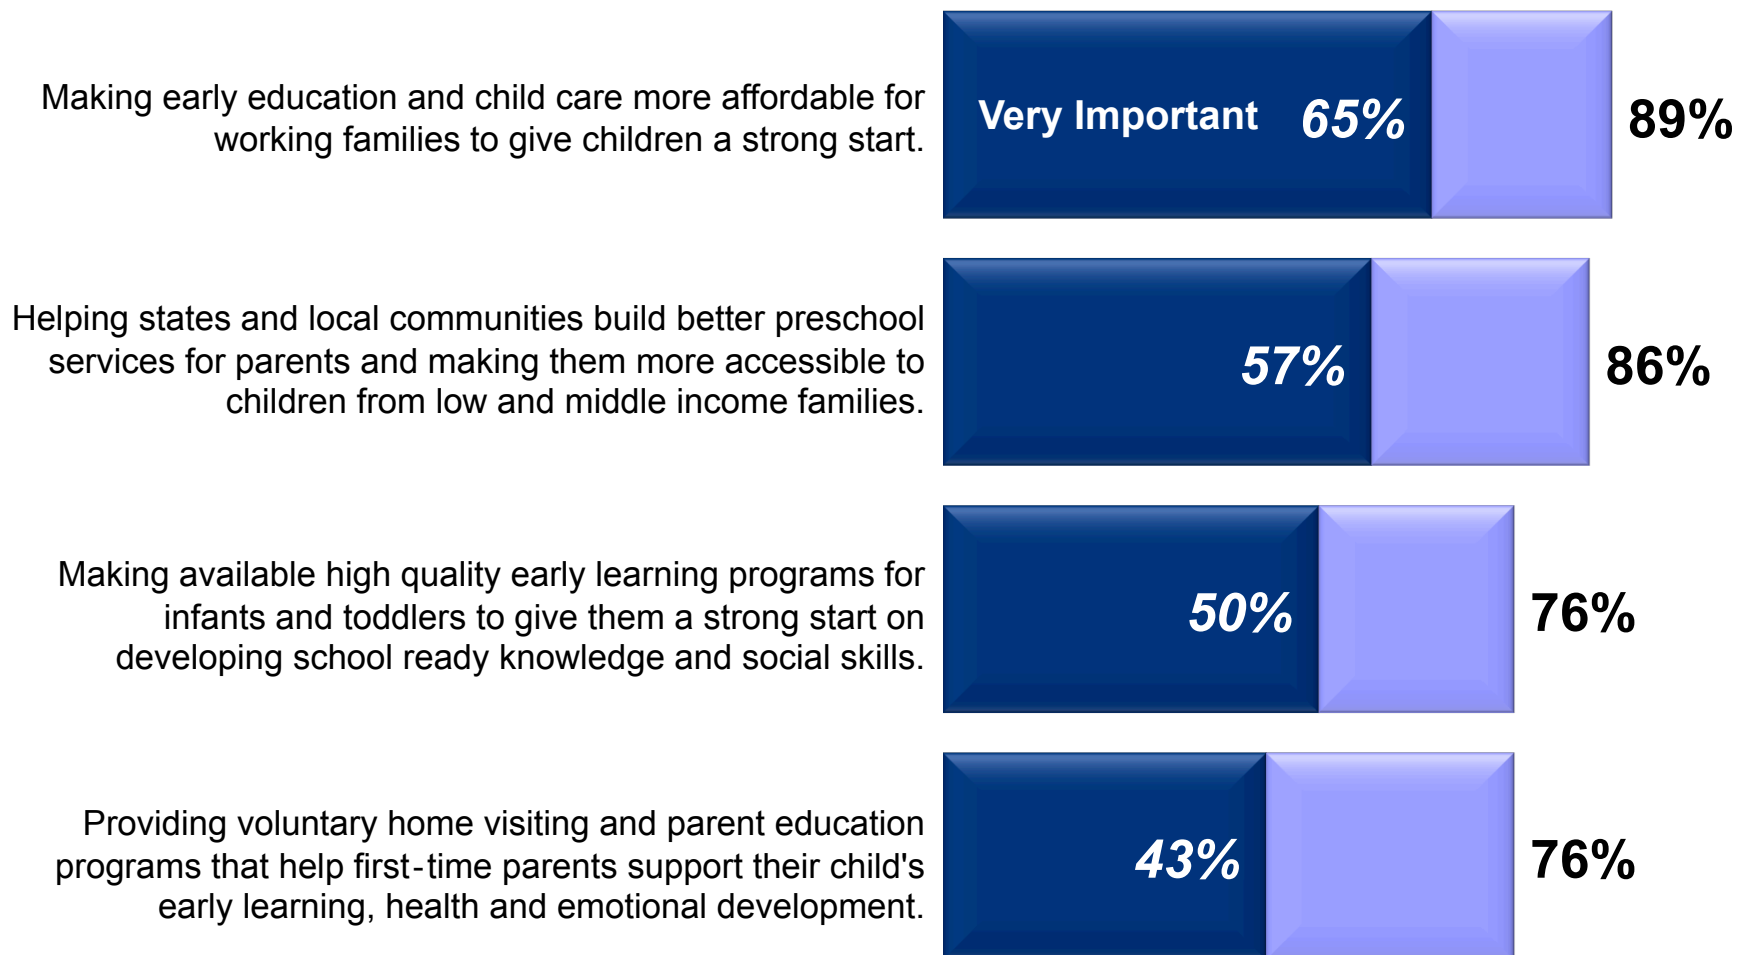 Making early education and child care more affordable for
working families to give children a strong start.
Very Important 65% 89%
Helping states and local communities build better preschool
services for parents and making them more accessible to
children from low and middle income families.
57% 86%
Making available high quality early learning programs for
infants and toddlers to give them a strong start on
developing school ready knowledge and social skills.
50% 76%
Providing voluntary home visiting and parent education
programs that help first-time parents support their child's
early learning, health and emotional development.
43% 76%